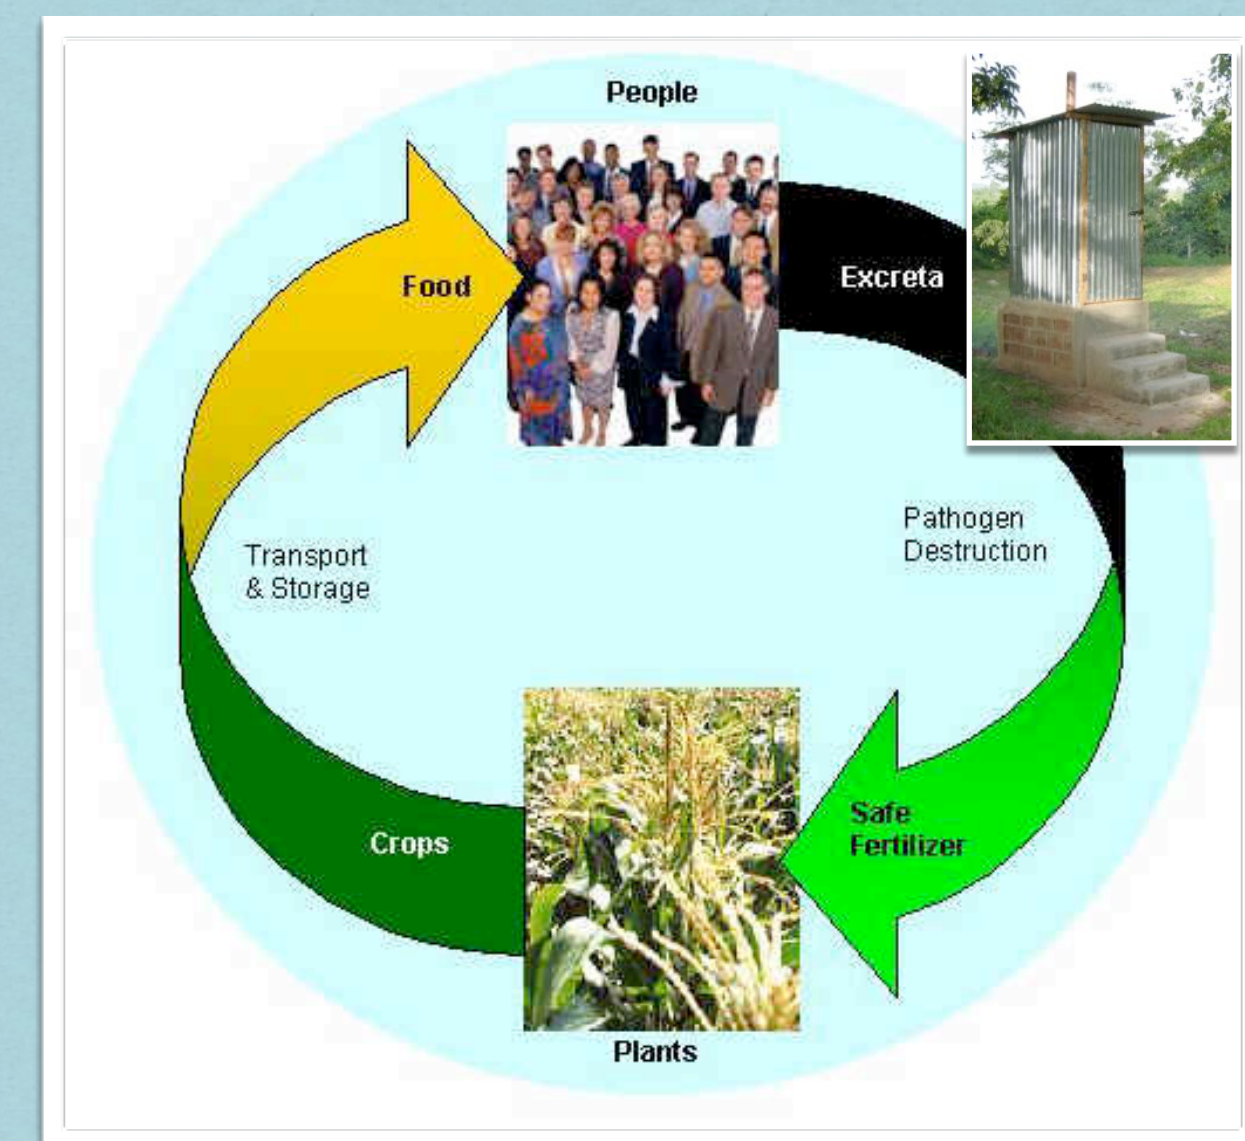 People
Food
Excreta
Pathogen
Destruction
Transport
& Storage
Safe
Fertilizer
Crops
Plants